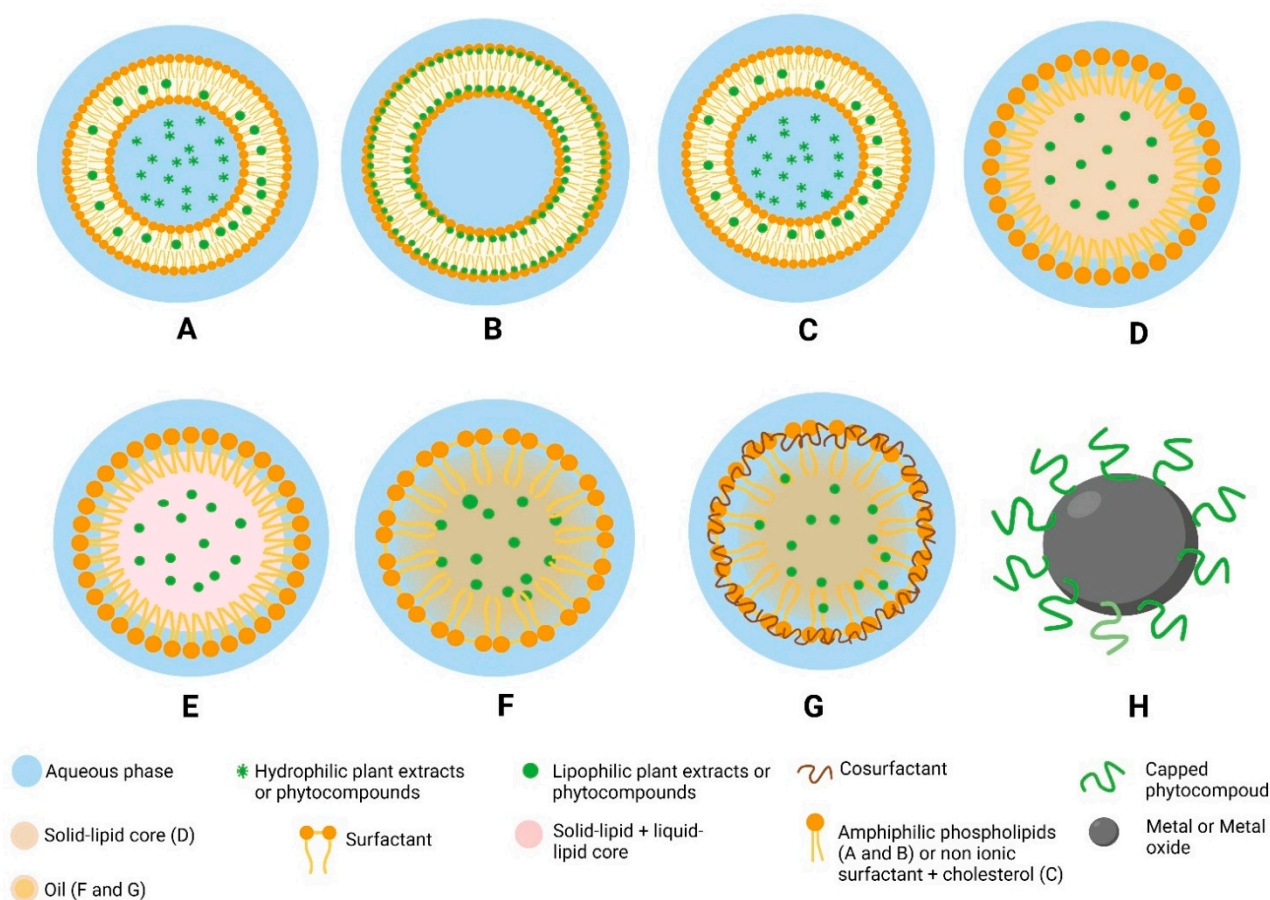 A
B
C
D
E
F
G
H
Aqueous phase
Hydrophilic plant extracts
or phytocompounds
Lipophilic plant extracts or
phytocompounds
Cosurfactant
Capped
phytocompoud
Solid-lipid core (D)
Surfactant
Solid-lipid + liquid-
lipid core
Amphiphilic phospholipids
(A and B) or non ionic
surfactant + cholesterol (C)
Metal or Metal
oxide
Oil (F and G)